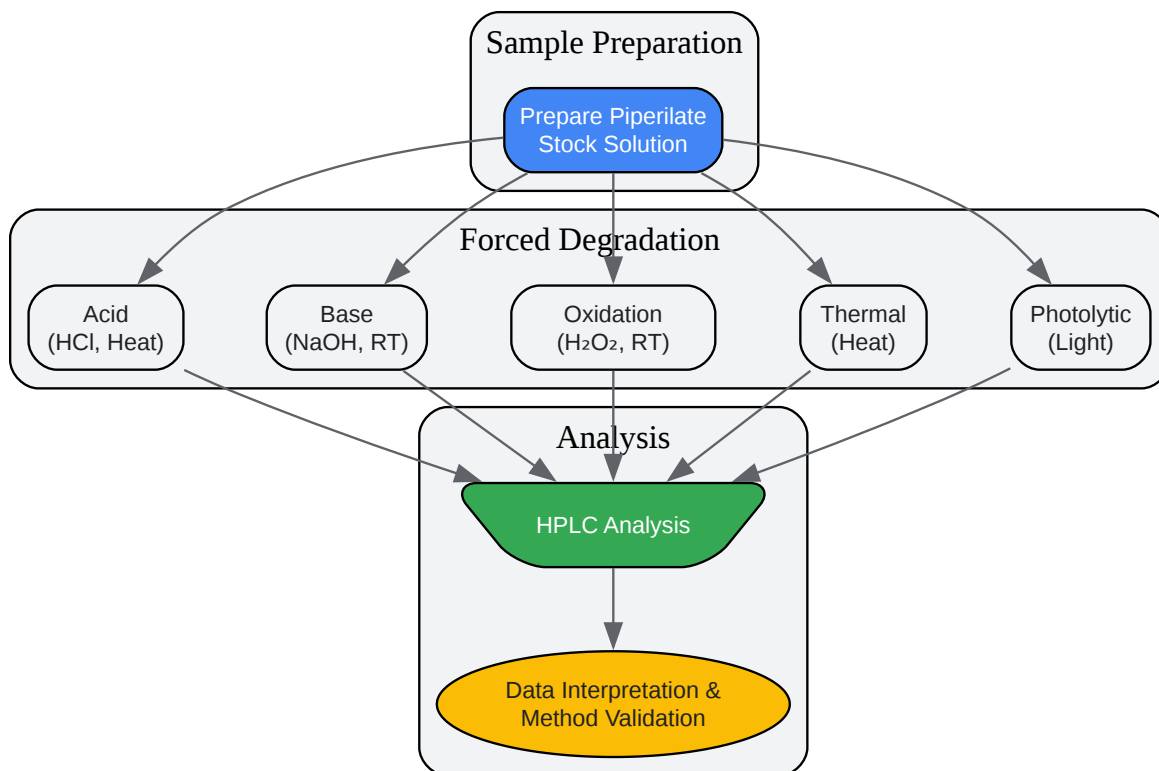 Sample Preparation
Prepare Piperilate
Stock Solution
Forced Degradation
Acid
(HCl, Heat)
Base
(NaOH, RT)
Oxidation
(H₂O₂, RT)
Thermal
(Heat)
Photolytic
(Light)
Analysis
HPLC Analysis
Data Interpretation &
Method Validation